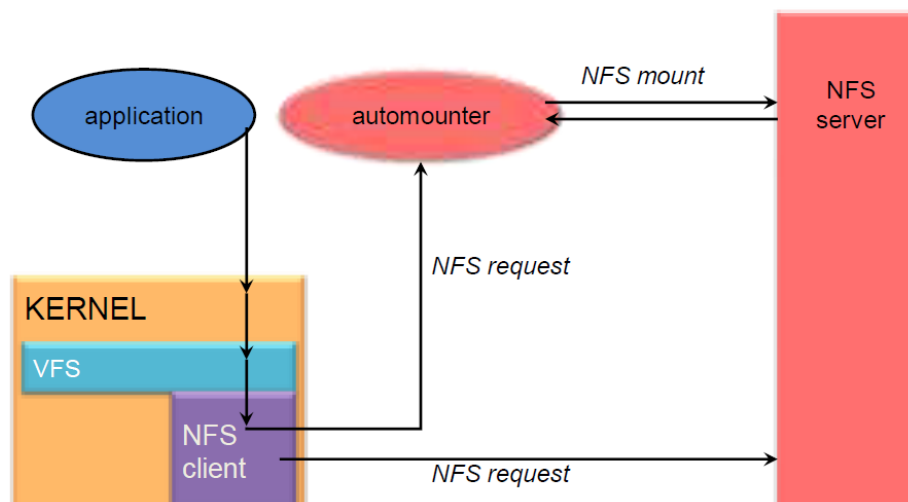 NFS mount
application
automounter
NFS
server
NFS request
KERNEL
VFS
NFS
client
NFS request